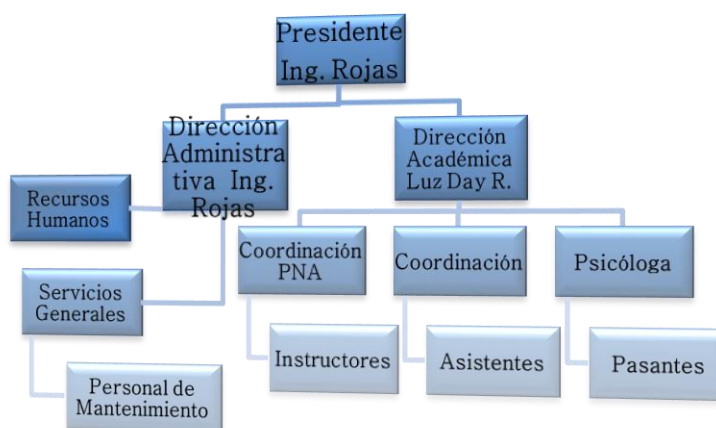 Presidente
Ing. Rojas
Dirección
Administra
tiva Ing.
Rojas
Dirección
Académica
Luz Day R.
Recursos
Humanos
Coordinación
PNA
Coordinación
Psicóloga
Servicios
Generales
Instructores
Asistentes
Pasantes
Personal de
Mantenimiento